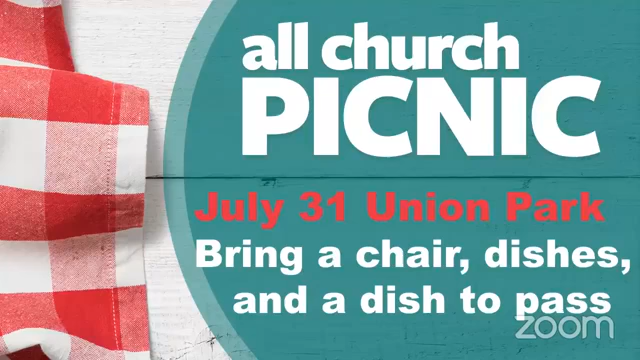 all church
PICNIC
July 31 Union Park
Bring a chair, dishes,
and a dish to pass
zoom